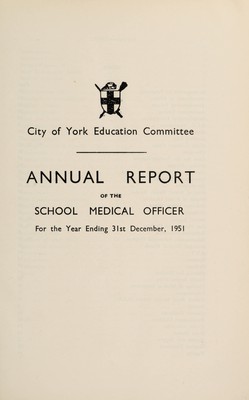 City of York Education Committee
ANNUAL REPORT
OF THE
SCHOOL MEDICAL OFFICER
For the Year Ending 31st December, 1951